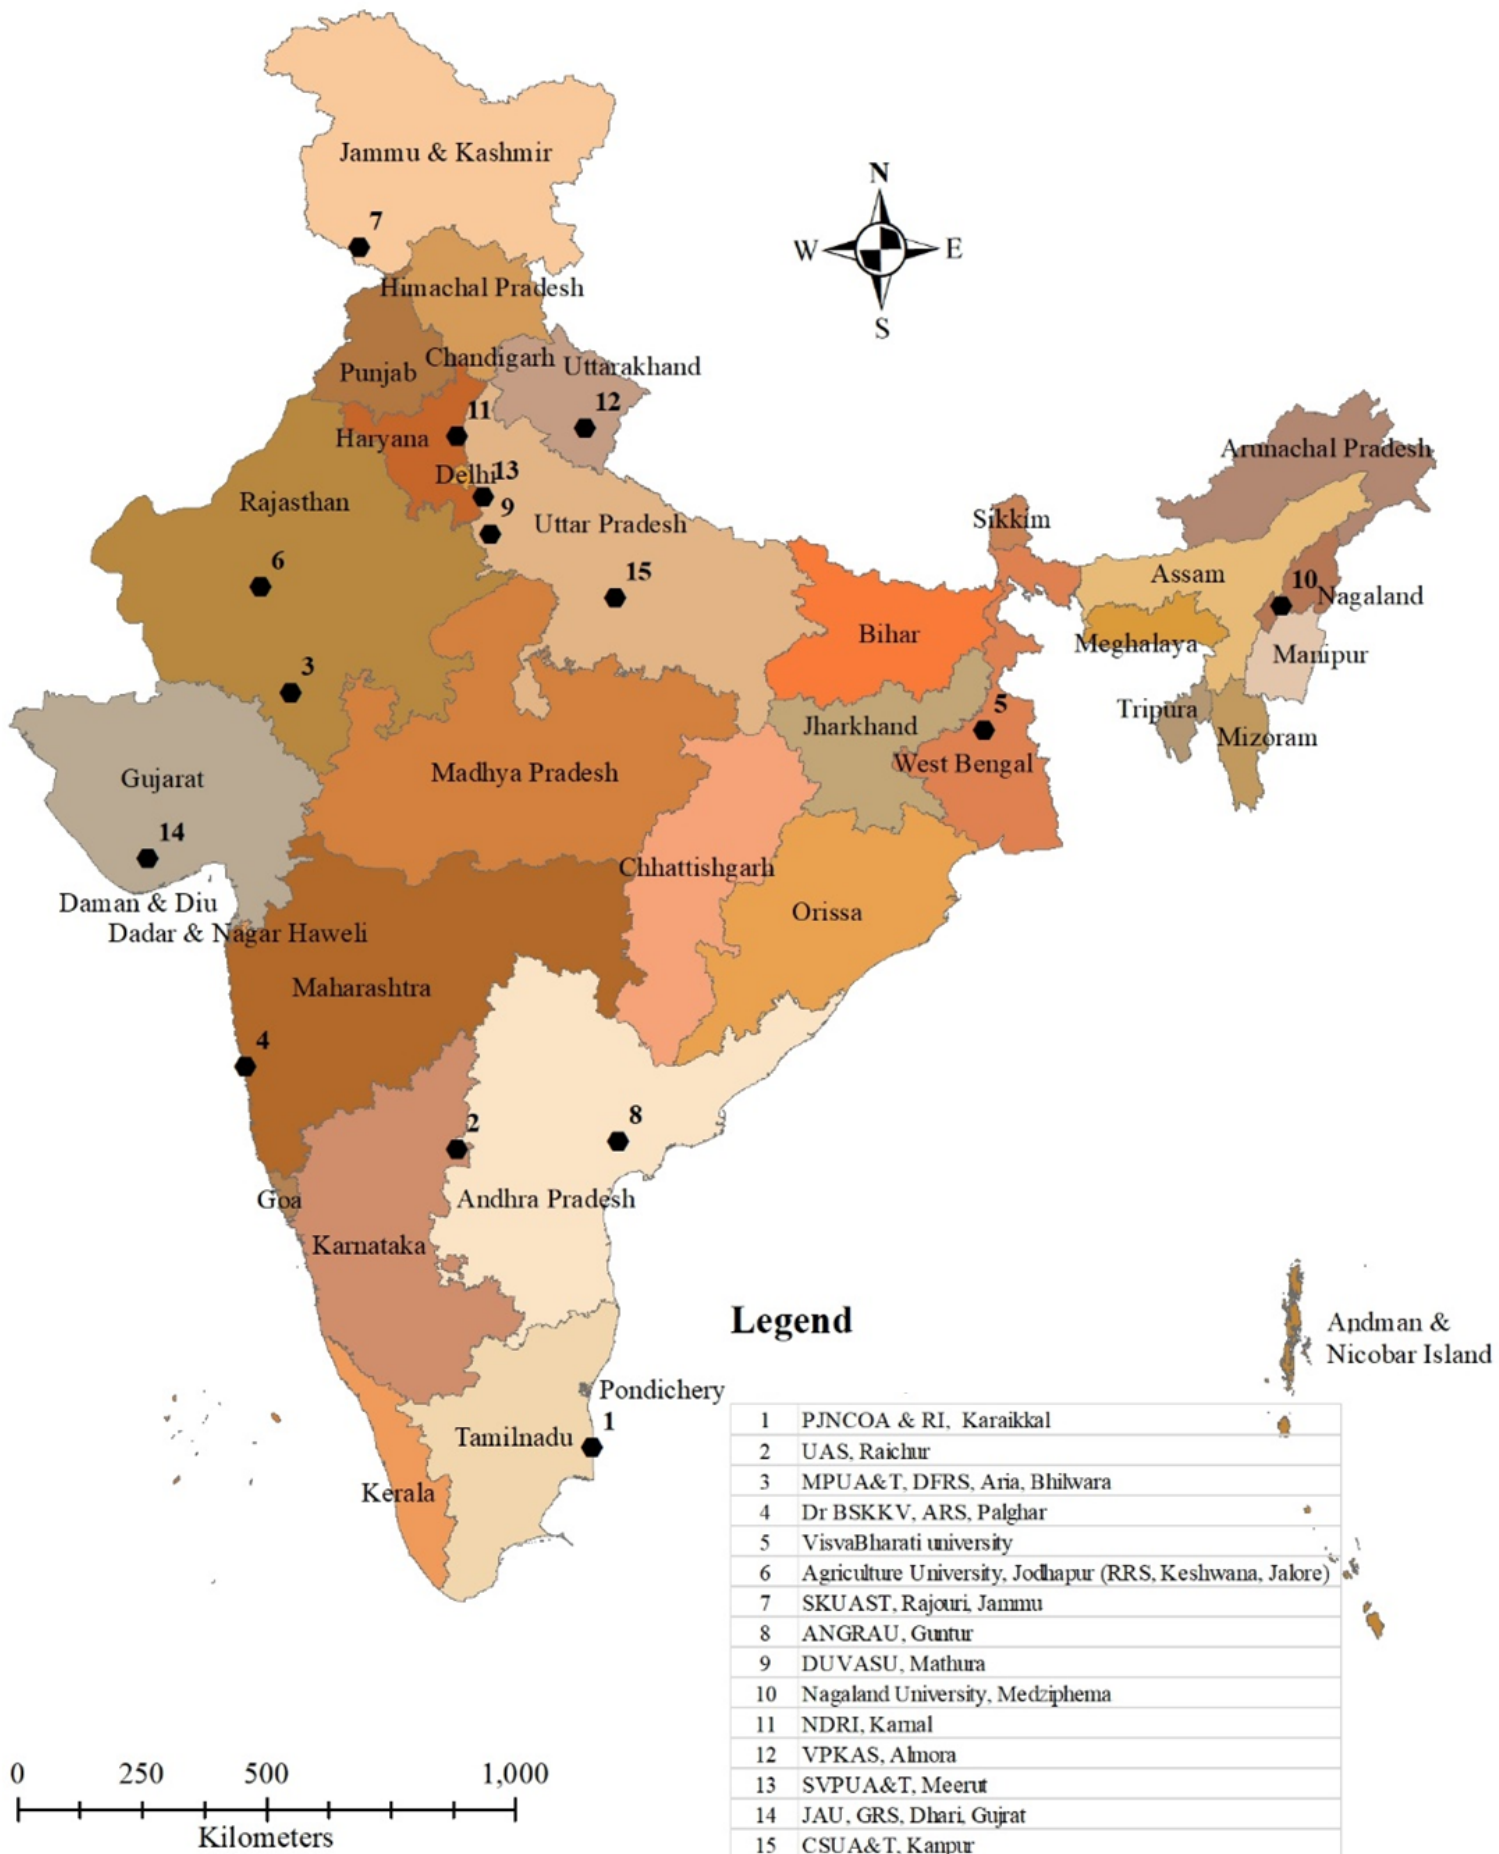 Jammu & Kashmir
N
7
W E
S
Himachal Pradesh
Chandigarh
Uttarakhand
Punjab
11
12
Haryana
Arunachal Pradesh
Delhi
13
Rajasthan
9
Uttar Pradesh
Sikkim
6
15
Assam
10
Nagaland
Bihar
Meghalaya
Manipur
3
5
Tripura
Jharkhand
Mizoram
West Bengal
Gujarat
Madhya Pradesh
14
Chhattishgarh
Daman & Diu
Orissa
Dadar & Nagar Haweli
Maharashtra
4
2
8
Goa
Andhra Pradesh
Karnataka
Legend
Andman &
Nicobar Island
Pondichery
1
Tamilnadu
Kerala
1 PJNCOA & RI, Karaikkal
2 UAS, Raichur
3 MPUA&T, DFRS, Aria, Bhilwara
4 Dr BSKKV, ARS, Palghar
5 VisvaBharati university
6 Agriculture University, Jodhapur (RRS, Keshwana, Jalore)
7 SKUAST, Rajouri, Jammu
8 ANGRAU, Guntur
9 DUVASU, Mathura
10 Nagaland University, Medziphema
11 NDRI, Karnal
12 VPKAS, Almora
13 SVPUA&T, Meerut
14 JAU, GRS, Dhari, Gujrat
15 CSUA&T, Kanpur
0 250 500 1,000
Kilometers